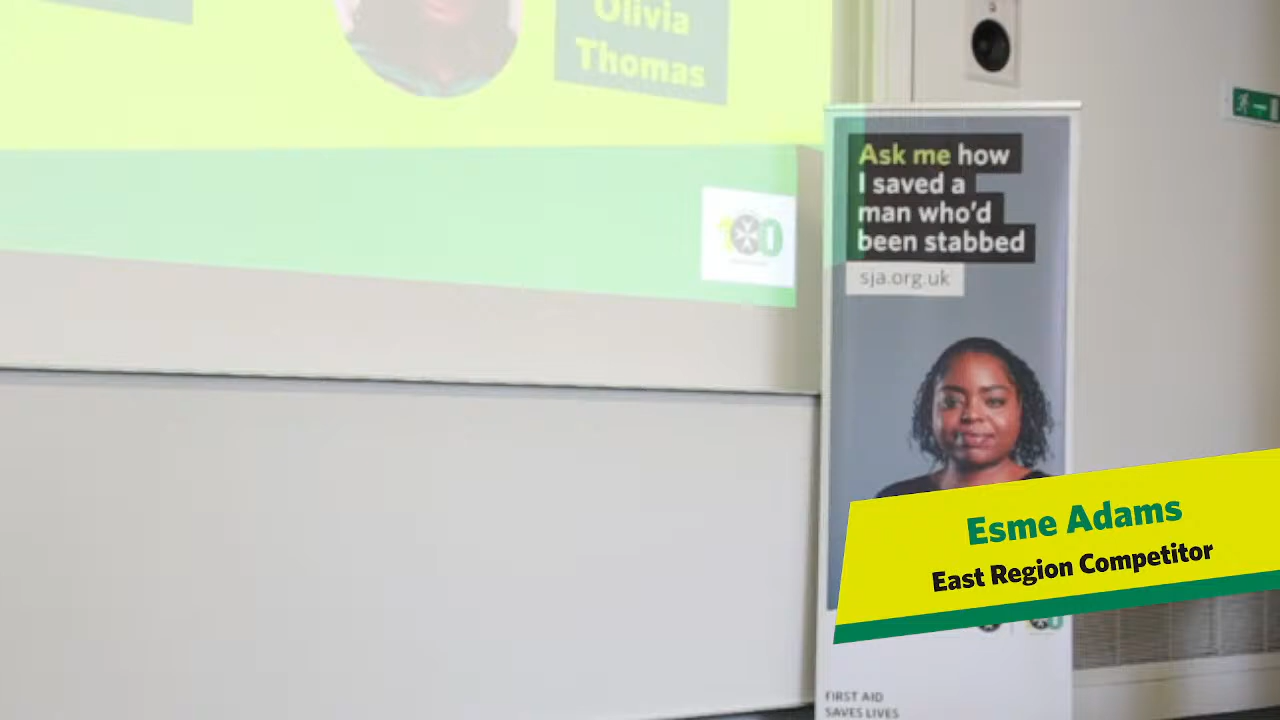 Olivia
Thomas
Ask me how
I saved a
man who'd
been stabbed
sja.org.uk
Esme Adams
East Region Competitor
FIRST AID
SAVES LIVES